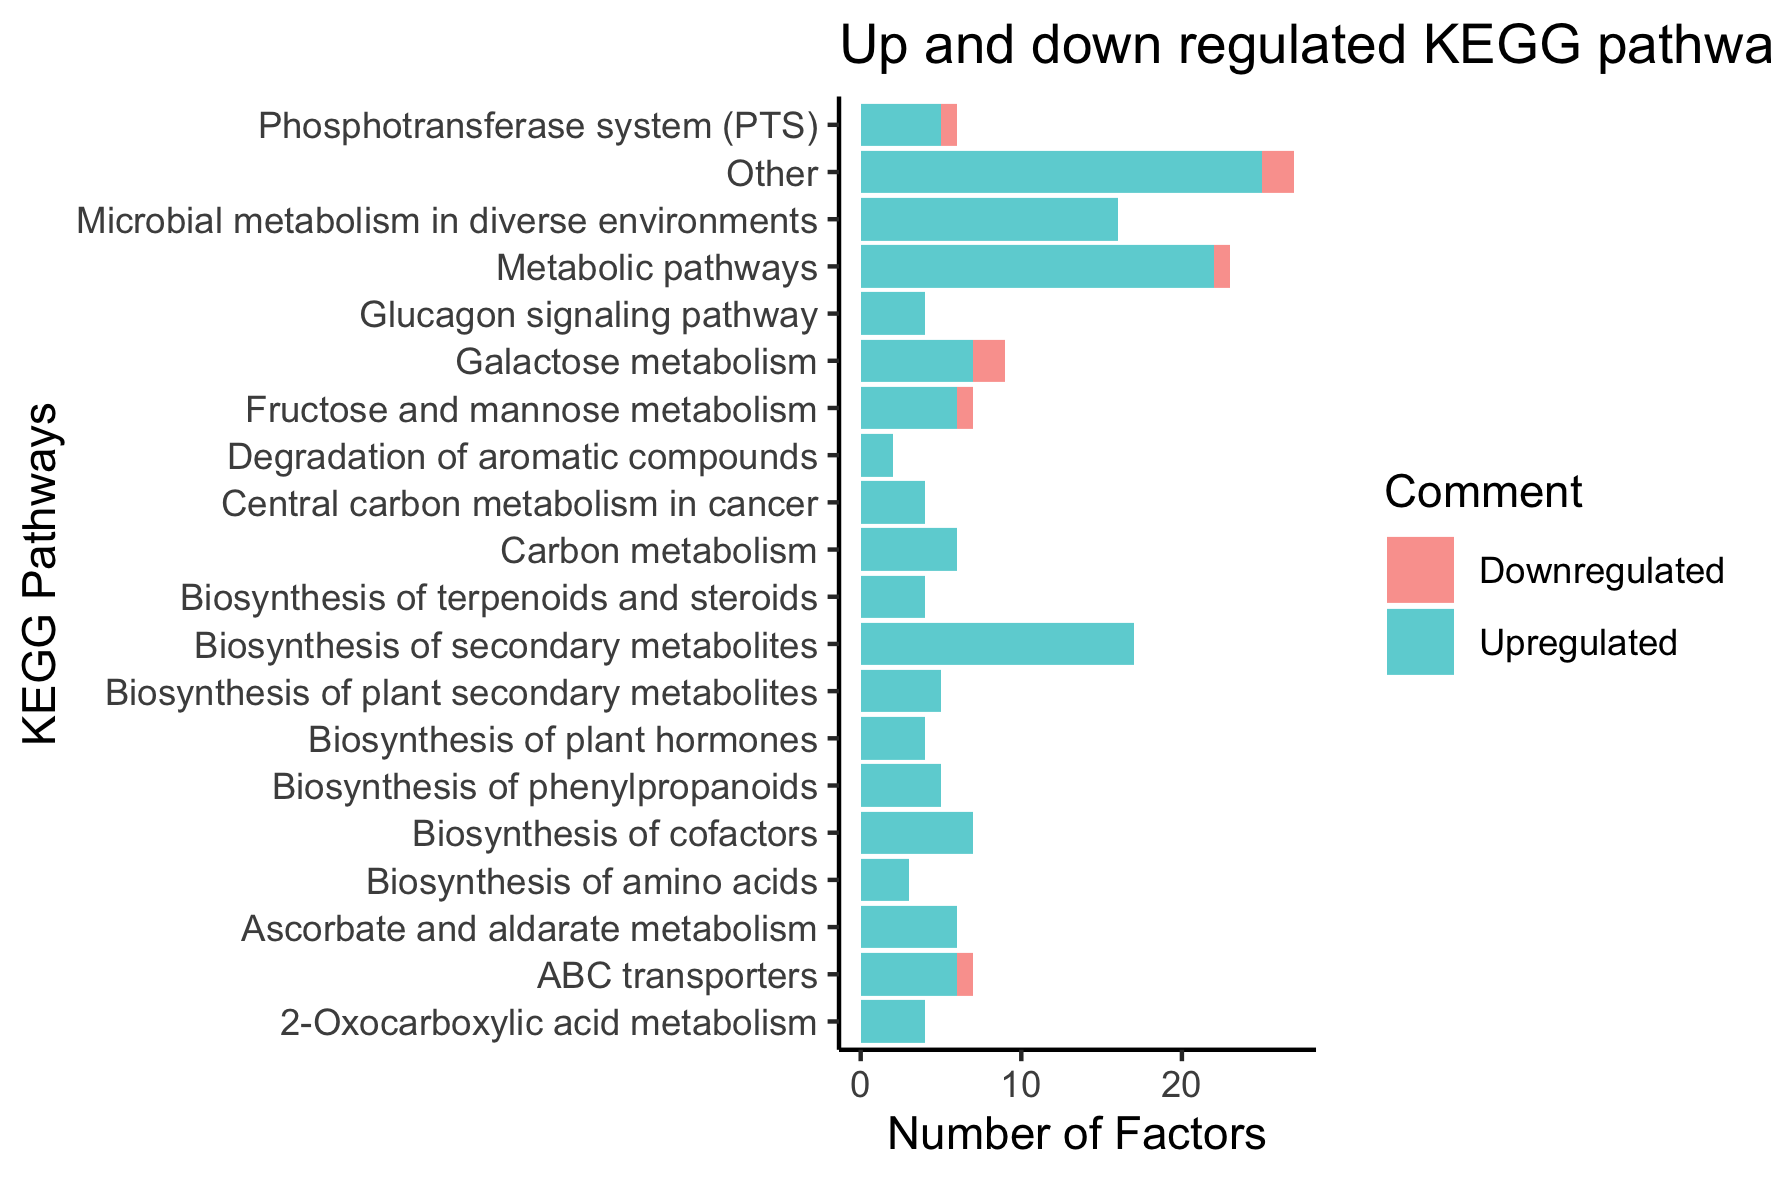 Up and down regulated KEGG pathwa
KEGG Pathways
Phosphotransferase system (PTS)
Other
Microbial metabolism in diverse environments
Metabolic pathways
Glucagon signaling pathway
Galactose metabolism
Fructose and mannose metabolism
Degradation of aromatic compounds
Central carbon metabolism in cancer
Carbon metabolism
Biosynthesis of terpenoids and steroids
Biosynthesis of secondary metabolites
Biosynthesis of plant secondary metabolites
Biosynthesis of plant hormones
Biosynthesis of phenylpropanoids
Biosynthesis of cofactors
Biosynthesis of amino acids
Ascorbate and aldarate metabolism
ABC transporters
2-Oxocarboxylic acid metabolism
0 10 20
Number of Factors
Comment
Downregulated
Upregulated